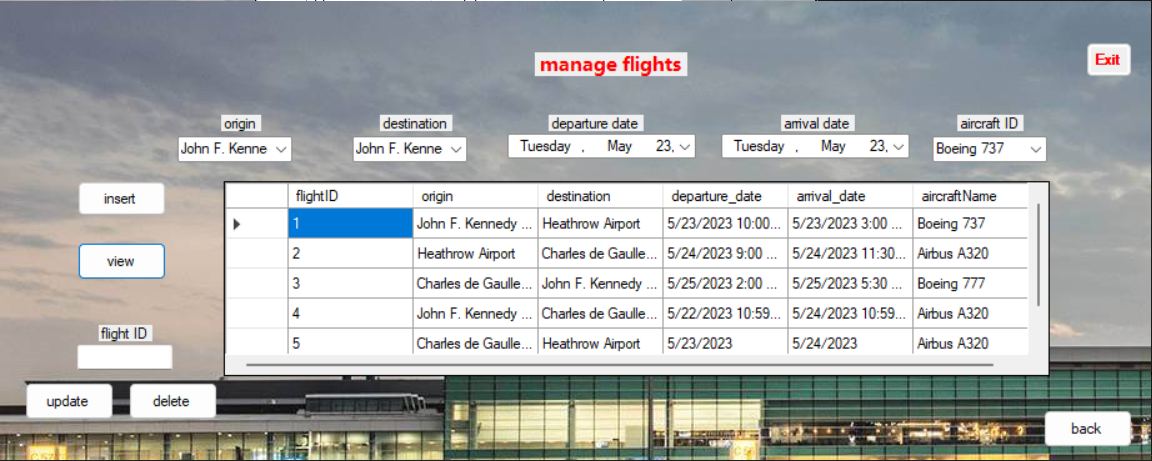 manage flights
Exit
origin destination departure date arrival date aircraft ID
John F. Kenne John F. Kenne Tuesday , May 23, Tuesday , May 23, Boeing 737
insert
view
flight ID
update delete
flightID origin destination departure_date arrival_date aircraftName
1 John F. Kennedy ... Heathrow Airport 5/23/2023 10:00... 5/23/2023 3:00 ... Boeing 737
2 Heathrow Airport Charles de Gaulle... 5/24/2023 9:00 ... 5/24/2023 11:30... Airbus A320
3 Charles de Gaulle... John F. Kennedy ... 5/25/2023 2:00 ... 5/25/2023 5:30 ... Boeing 777
4 John F. Kennedy ... Charles de Gaulle... 5/22/2023 10:59... 5/24/2023 10:59... Airbus A320
5 Charles de Gaulle... Heathrow Airport 5/23/2023 5/24/2023 Airbus A320
back